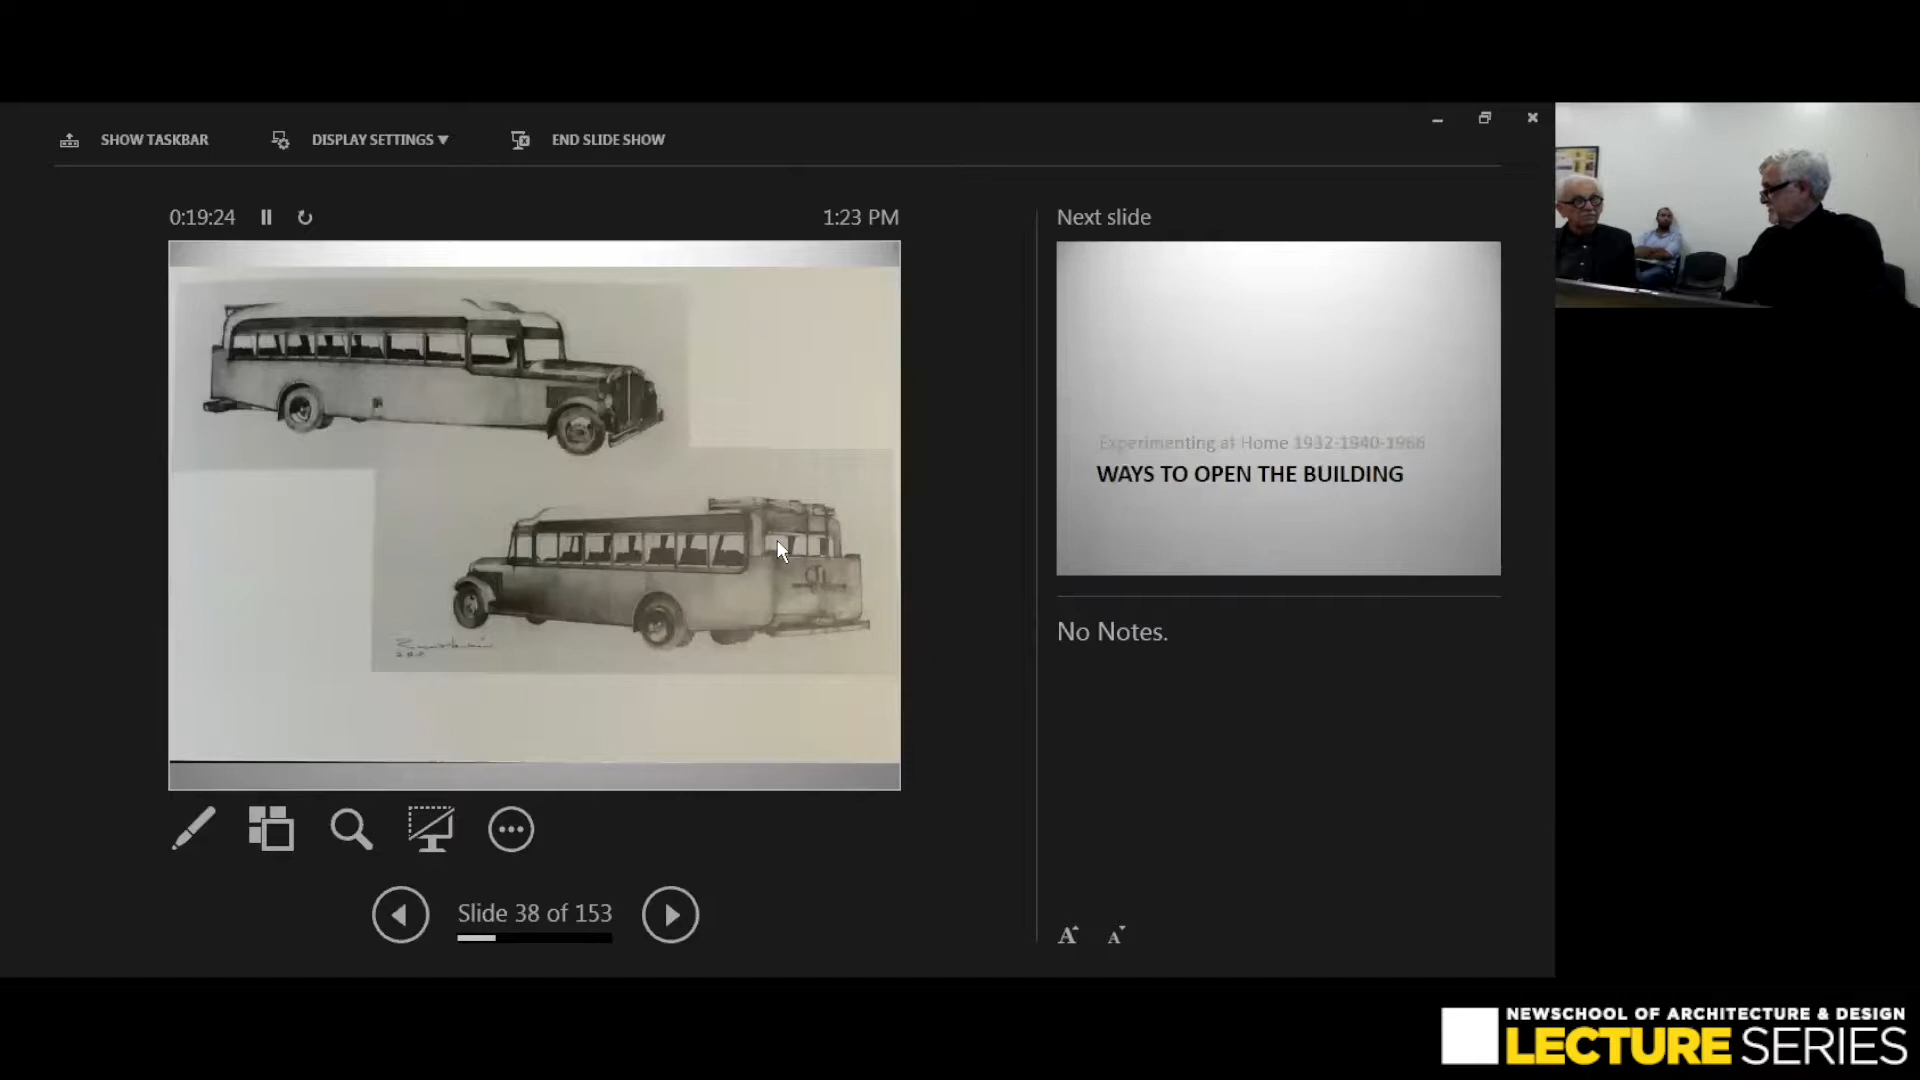 SHOW TASKBAR
DISPLAY SETTINGS
END SLIDE SHOW
0:19:24
1:23 PM
Next slide
Experimenting at Home 1932-1940-1966
WAYS TO OPEN THE BUILDING
No Notes.
Slide 38 of 153
A A
NEWSCHOOL OF ARCHITECTURE & DESIGN
LECTURE SERIES